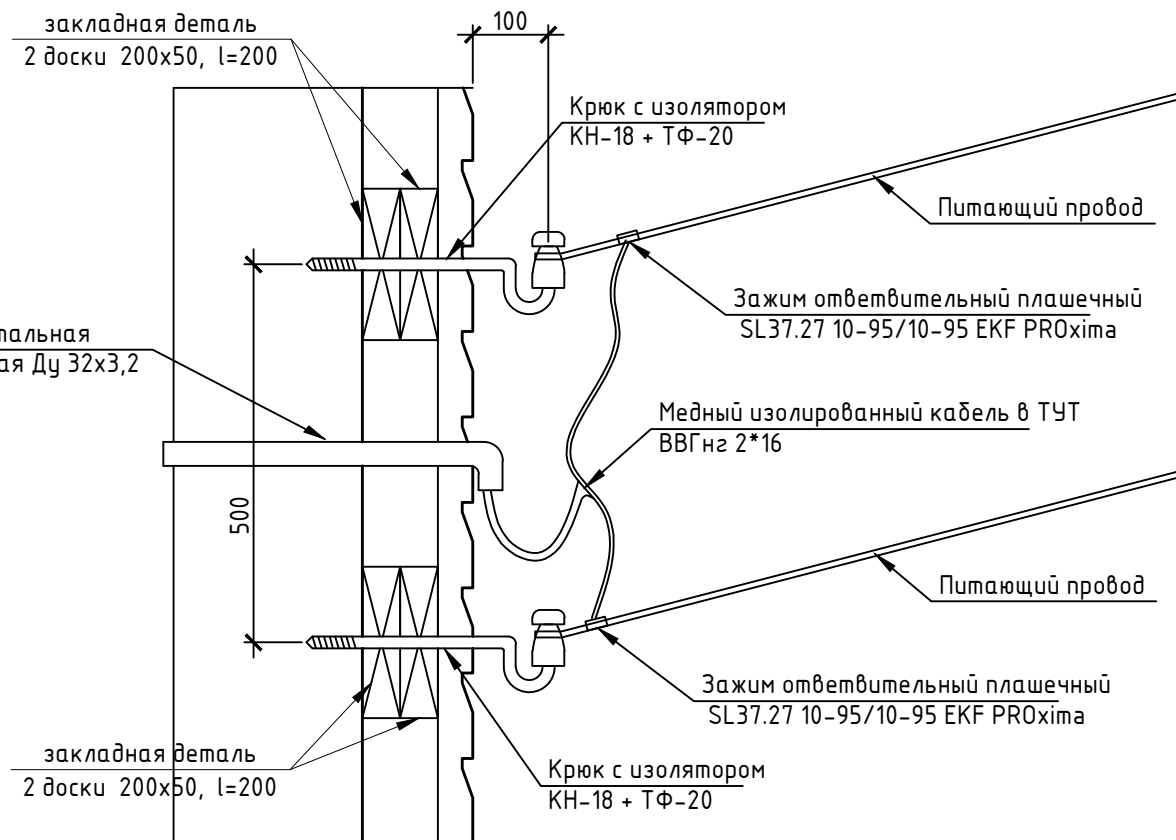 закладная деталь
2 доски 200х50, l=200
100
Крюк с изолятором
КН-18 + ТФ-20
Питающий провод
Зажим ответвительный плашечный
SL37.27 10-95/10-95 EKF PROxima
Ду 32х3,2
Медный изолированный кабель в ТУТ
ВВГнг 2*16
500
Питающий провод
Зажим ответвительный плашечный
SL37.27 10-95/10-95 EKF PROxima
закладная деталь
2 доски 200х50, l=200
Крюк с изолятором
КН-18 + ТФ-20